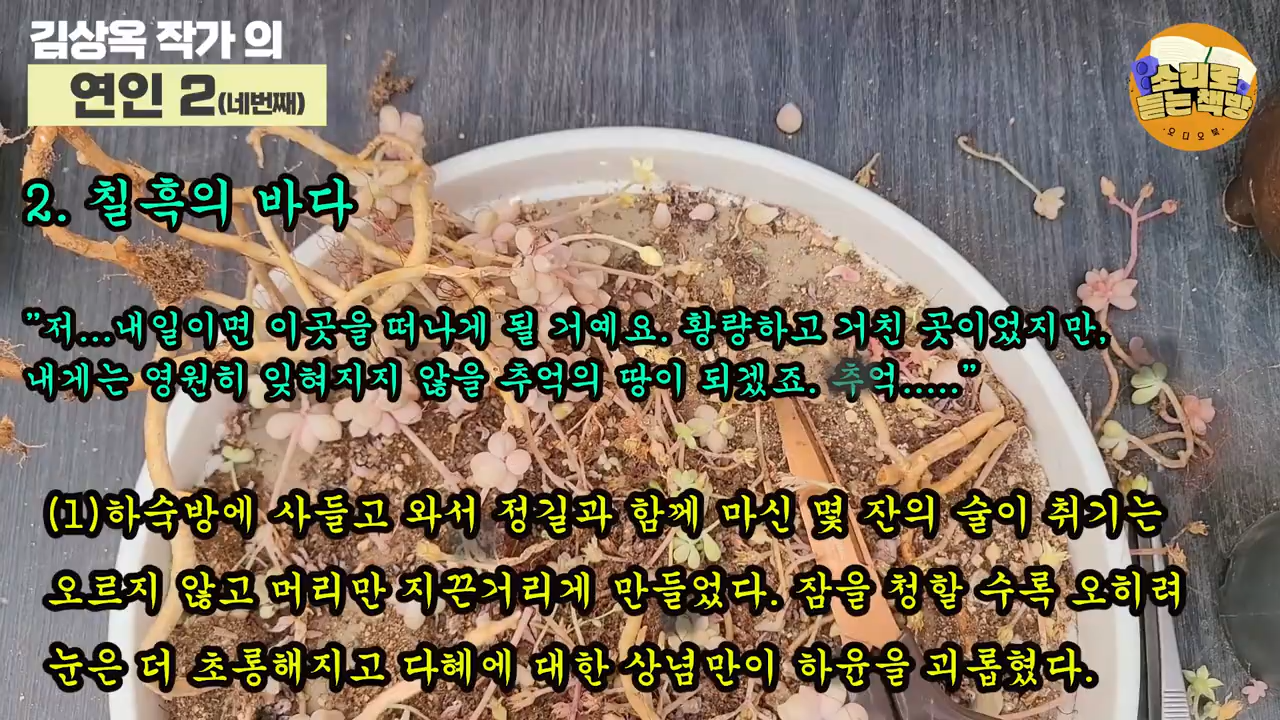 김상옥 작가 의
연인 2(네번째)
소리로
듣는 책방
·오디오북·
2. 칠흑의 바다
"저...내일이면 이곳을 떠나게 될 거예요. 황량하고 거친 곳이었지만,
내게는 영원히 잊혀지지 않을 추억의 땅이 되겠죠. 추억....."
(1)하숙방에 사들고 와서 정길과 함께 마신 몇 잔의 술이 취기는
오르지 않고 머리만 지끈거리게 만들었다. 잠을 청할 수록 오히려
눈은 더 초롱해지고 다혜에 대한 상념만이 하윤을 괴롭혔다.